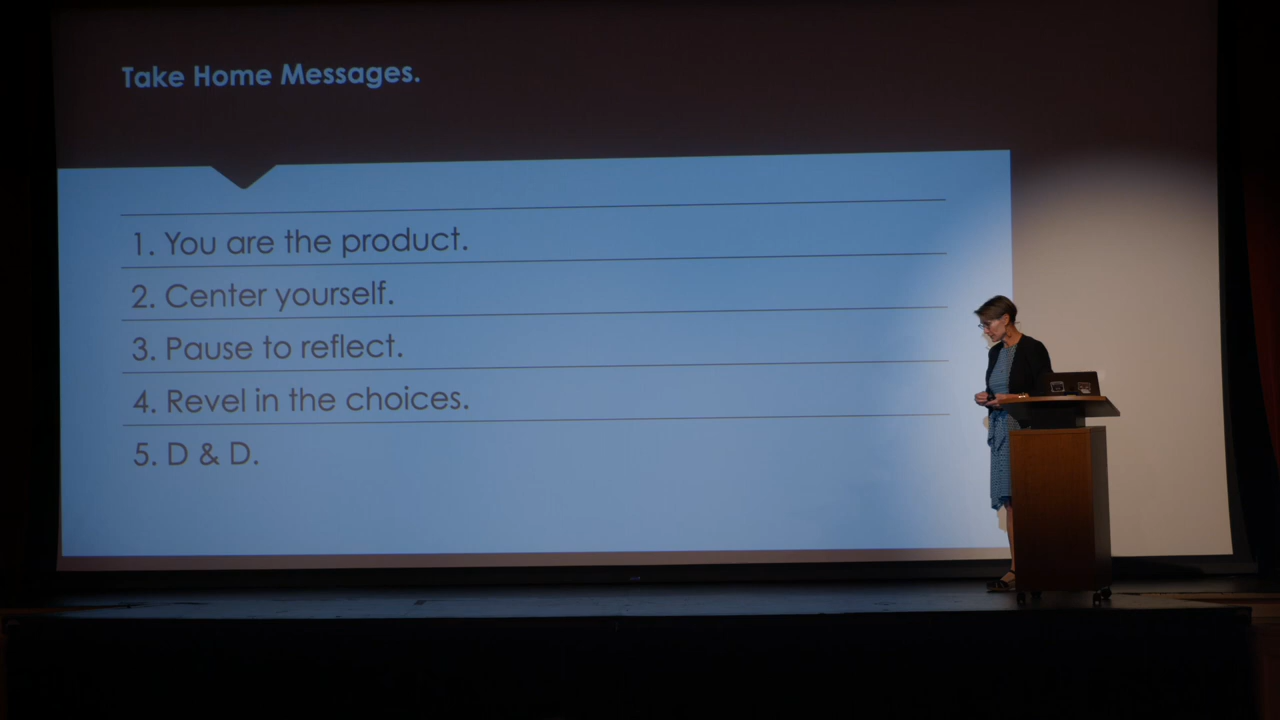 Take Home Messages.
1. You are the product.
2. Center yourself.
3. Pause to reflect.
4. Revel in the choices.
5. D & D.